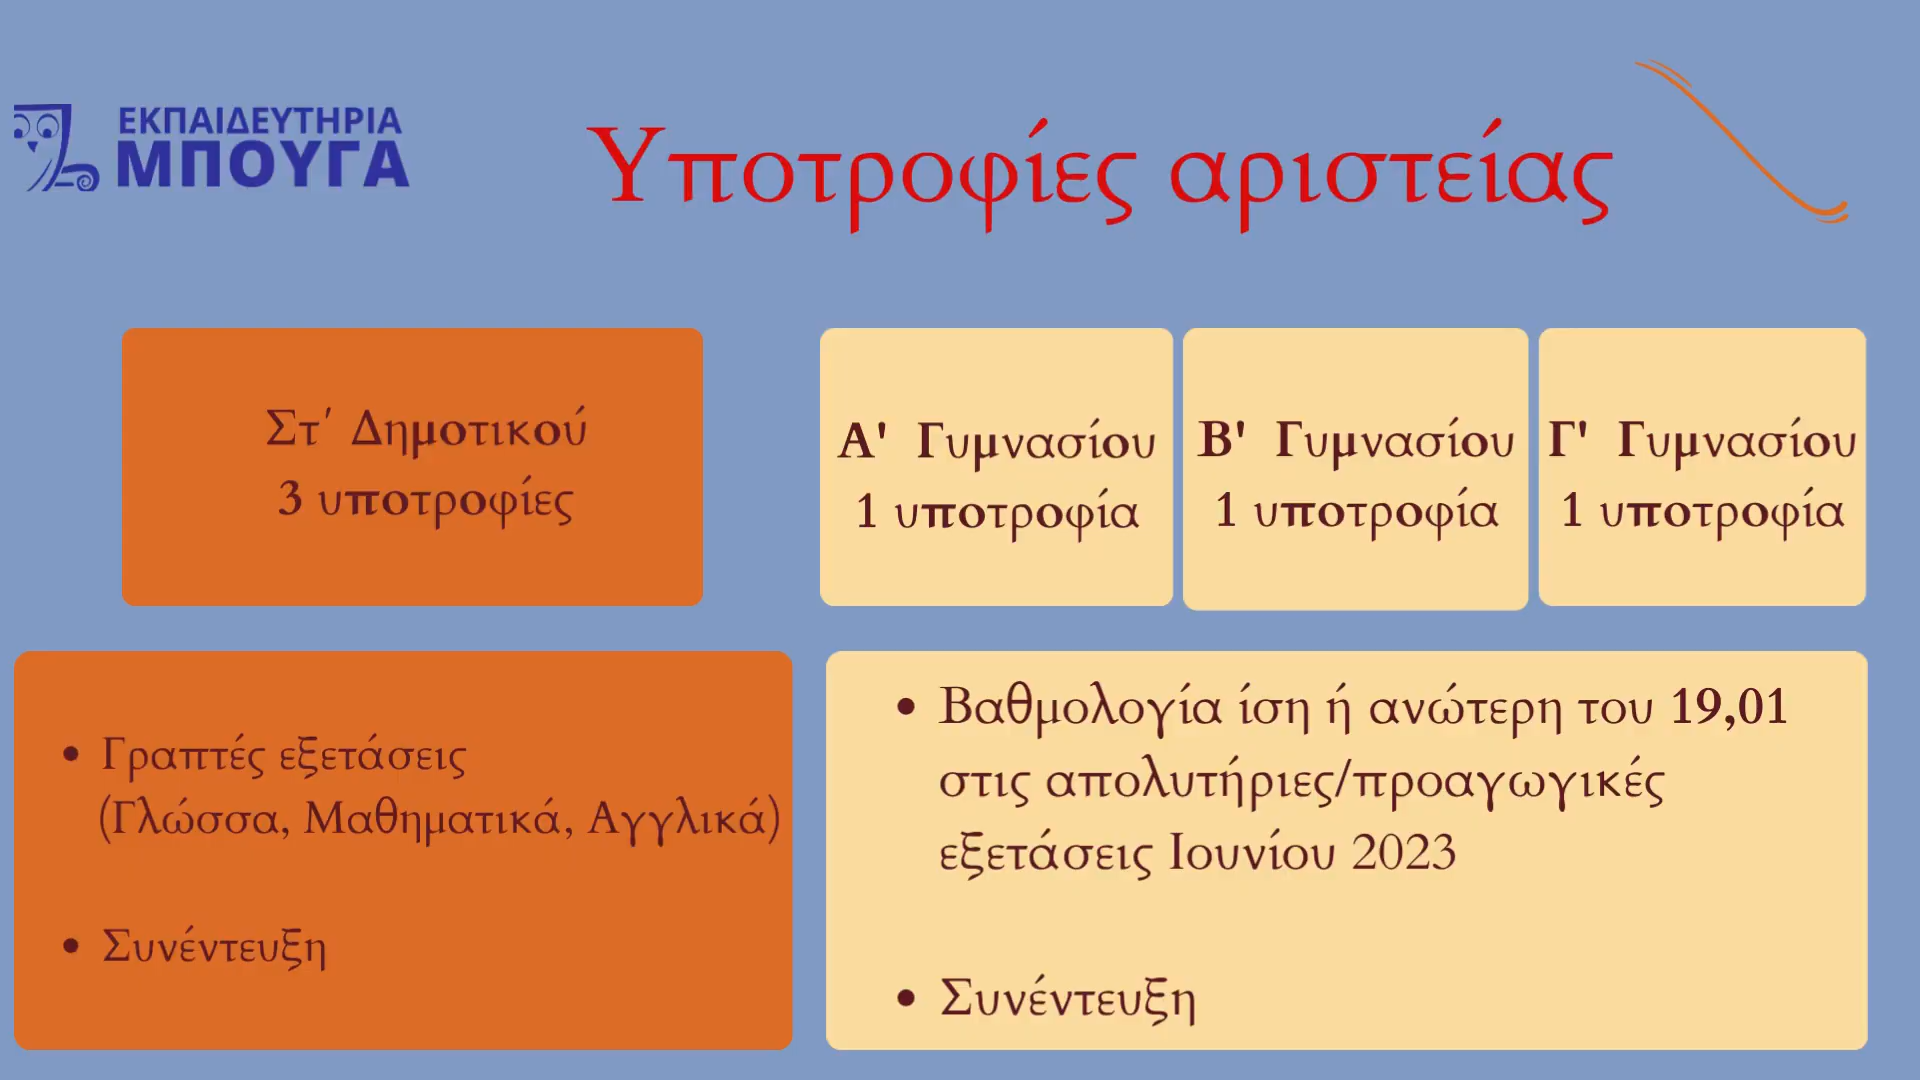 ΕΚΠΑΙΔΕΥΤΗΡΙΑ
ΜΠΟΥΓΑ
Υποτροφίες αριστείας
Στ΄ Δημοτικού
3 υποτροφίες
Α' Γυμνασίου
1 υποτροφία
Β' Γυμνασίου
1 υποτροφία
Γ' Γυμνασίου
1 υποτροφία
• Γραπτές εξετάσεις
(Γλώσσα, Μαθηματικά, Αγγλικά)
• Συνέντευξη
• Βαθμολογία ίση ή ανώτερη του 19,01
στις απολυτήριες/προαγωγικές
εξετάσεις Ιουνίου 2023
• Συνέντευξη